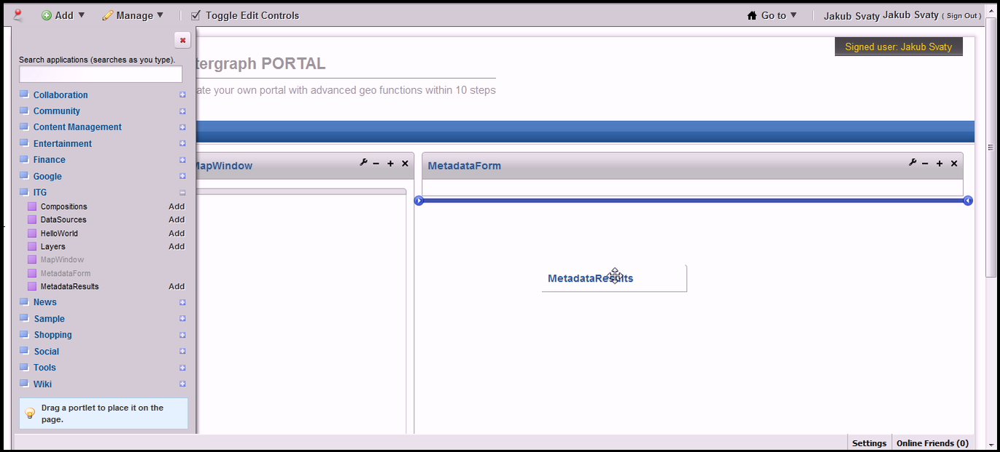 Add Manage Toggle Edit Controls Go to Jakub Svaty Jakub Svaty ( Sign Out )
Signed user: Jakub Svaty
Search applications (searches as you type).
Collaboration
Community
Content Management
Entertainment
Finance
Google
ITG
Compositions Add
DataSources Add
HelloWorld Add
Layers Add
MapWindow
MetadataForm
MetadataResults Add
News
Sample
Shopping
Social
Tools
Wiki
Drag a portlet to place it on the
page.
tergraph PORTAL
ate your own portal with advanced geo functions within 10 steps
MapWindow
MetadataForm
MetadataResults
Settings Online Friends (0)